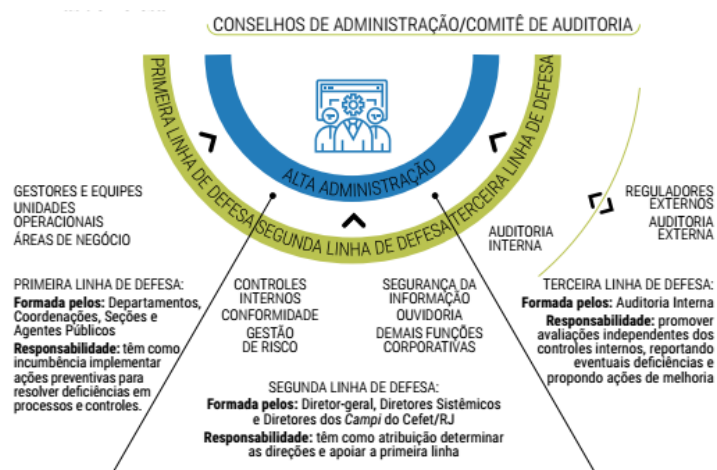 CONSELHOS DE ADMINISTRAÇÃO/COMITÊ DE AUDITORIA
PRIMEIRA LINHA DE DEFESA/SEGUNDA LINHA DE DEFESA/TERCEIRA LINHA DE DEFESA
ALTA ADMINISTRAÇÃO
GESTORES E EQUIPES
UNIDADES
OPERACIONAIS
ÁREAS DE NEGÓCIO
AUDITORIA
INTERNA
REGULADORES
EXTERNOS
AUDITORIA
EXTERNA
PRIMEIRA LINHA DE DEFESA:
Formada pelos: Departamentos,
Coordenações, Seções e
Agentes Públicos
Responsabilidade: têm como
incumbência implementar
ações preventivas para
resolver deficiências em
processos e controles.
CONTROLES
INTERNOS
CONFORMIDADE
GESTÃO
DE RISCO
SEGURANÇA DA
INFORMAÇÃO
OUVIDORIA
DEMAIS FUNÇÕES
CORPORATIVAS
TERCEIRA LINHA DE DEFESA:
Formada pelos: Auditoria Interna
Responsabilidade: promover
avaliações independentes dos
controles internos, reportando
eventuais deficiências e
propondo ações de melhoria
SEGUNDA LINHA DE DEFESA:
Formada pelos: Diretor-geral, Diretores Sistêmicos
e Diretores dos Campi do Cefet/RJ
Responsabilidade: têm como atribuição determinar
as direções e apoiar a primeira linha